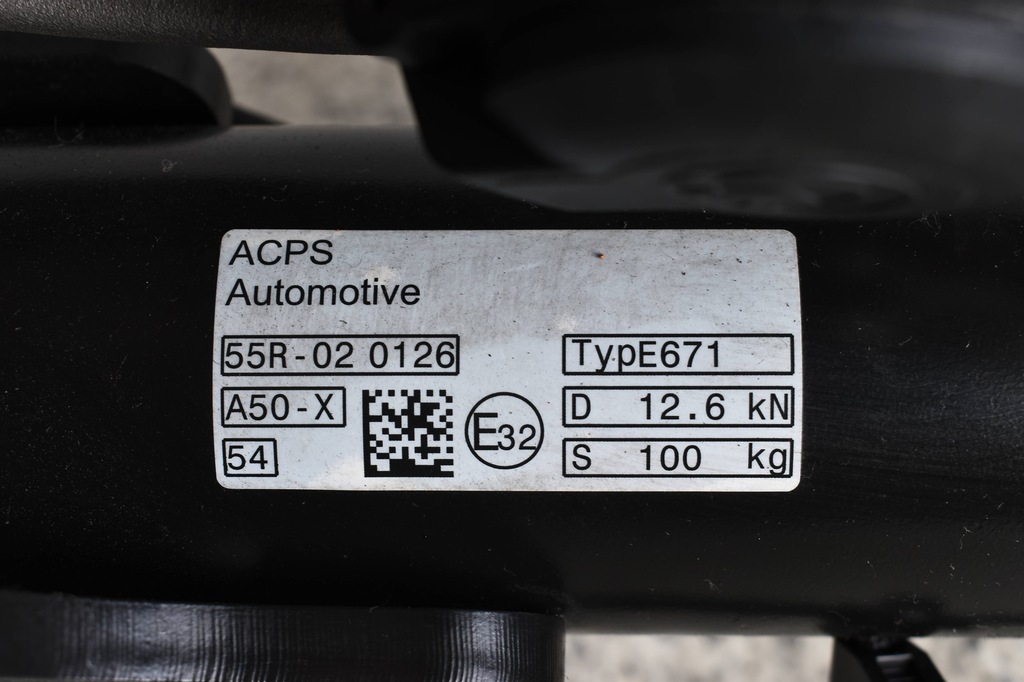 ACPS
Automotive
55R-02 0126
A50-X
54
E32
TypE671
D 12.6 kN
S 100 kg